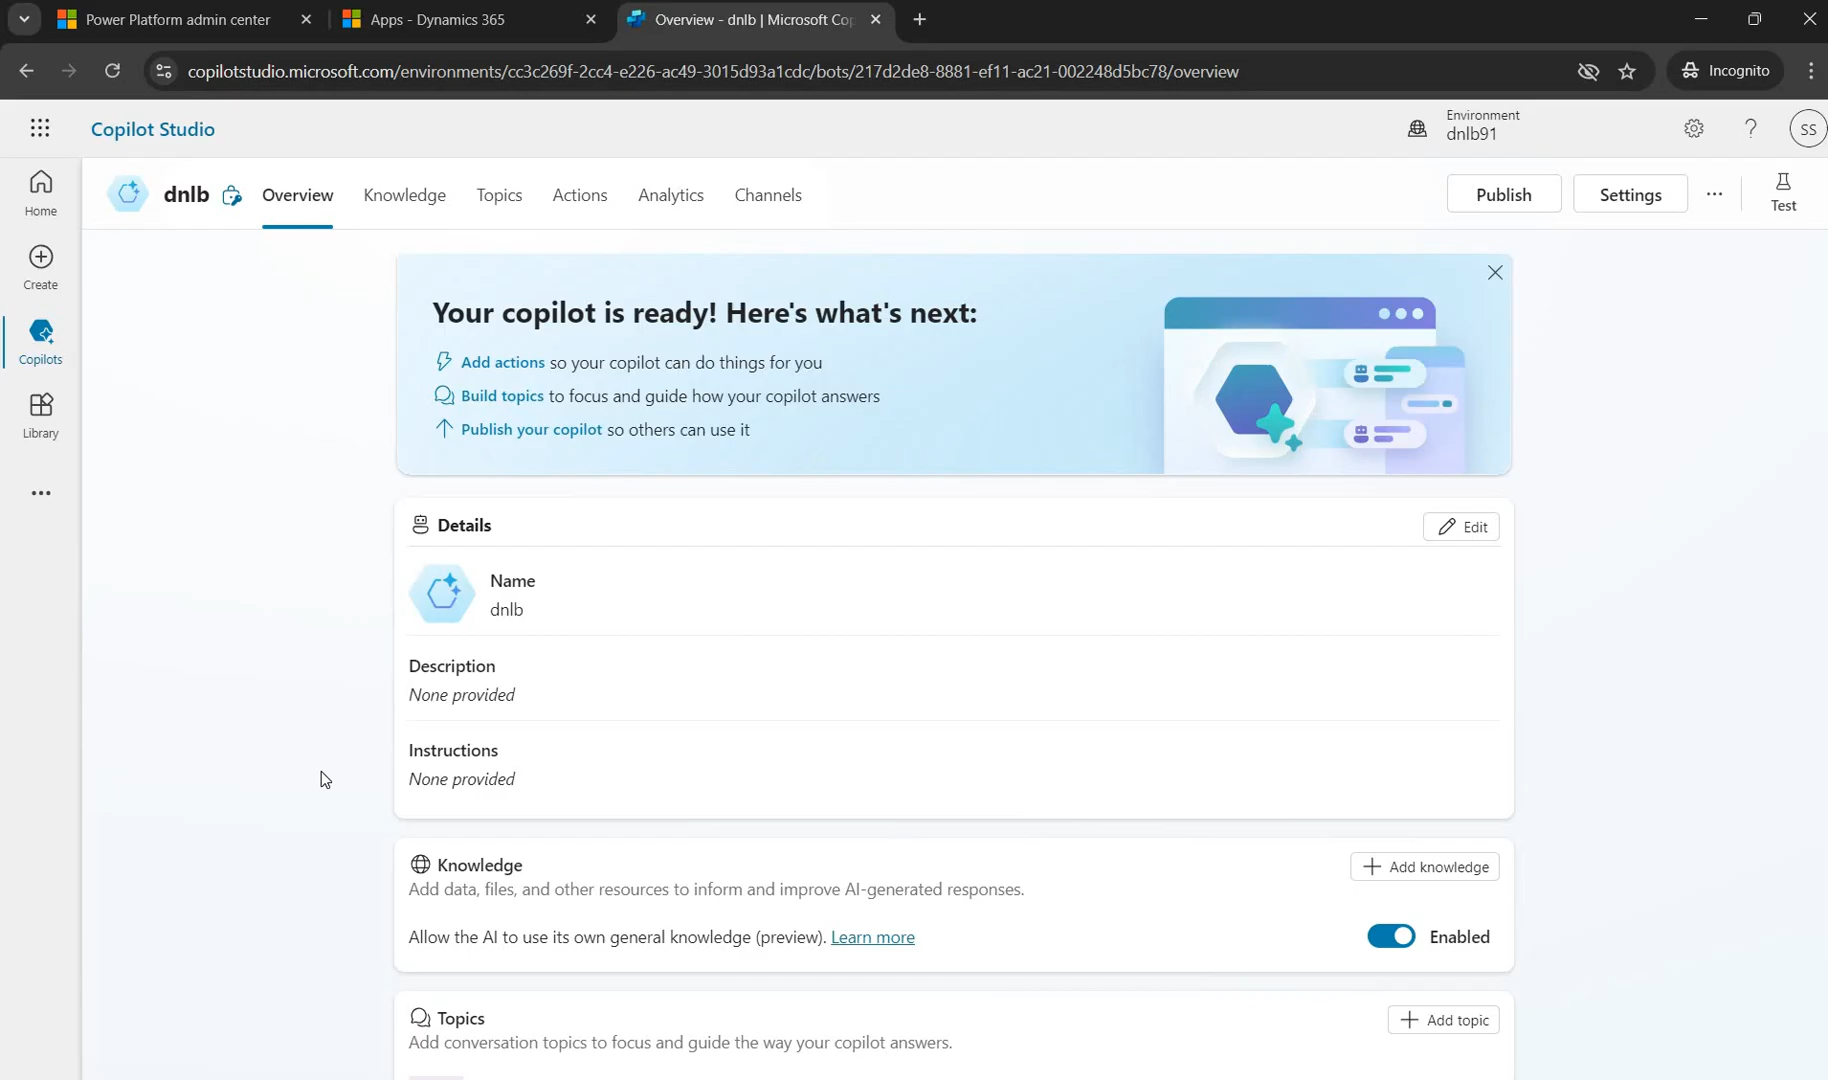 Power Platform admin center
Apps - Dynamics 365
Overview - dnlb | Microsoft Cop
copilotstudio.microsoft.com/environments/cc3c269f-2cc4-e226-ac49-3015d93a1cdc/bots/217d2de8-8881-ef11-ac21-002248d5bc78/overview
Incognito
Copilot Studio
Environment
dnlb91
?
SS
Home
Create
Copilots
Library
dnlb
Overview
Knowledge
Topics
Actions
Analytics
Channels
Publish
Settings
Test
Your copilot is ready! Here's what's next:
Add actions so your copilot can do things for you
Build topics to focus and guide how your copilot answers
Publish your copilot so others can use it
Details
Edit
Name
dnlb
Description
None provided
Instructions
None provided
Knowledge
Add knowledge
Add data, files, and other resources to inform and improve AI-generated responses.
Allow the AI to use its own general knowledge (preview). Learn more
Enabled
Topics
Add topic
Add conversation topics to focus and guide the way your copilot answers.